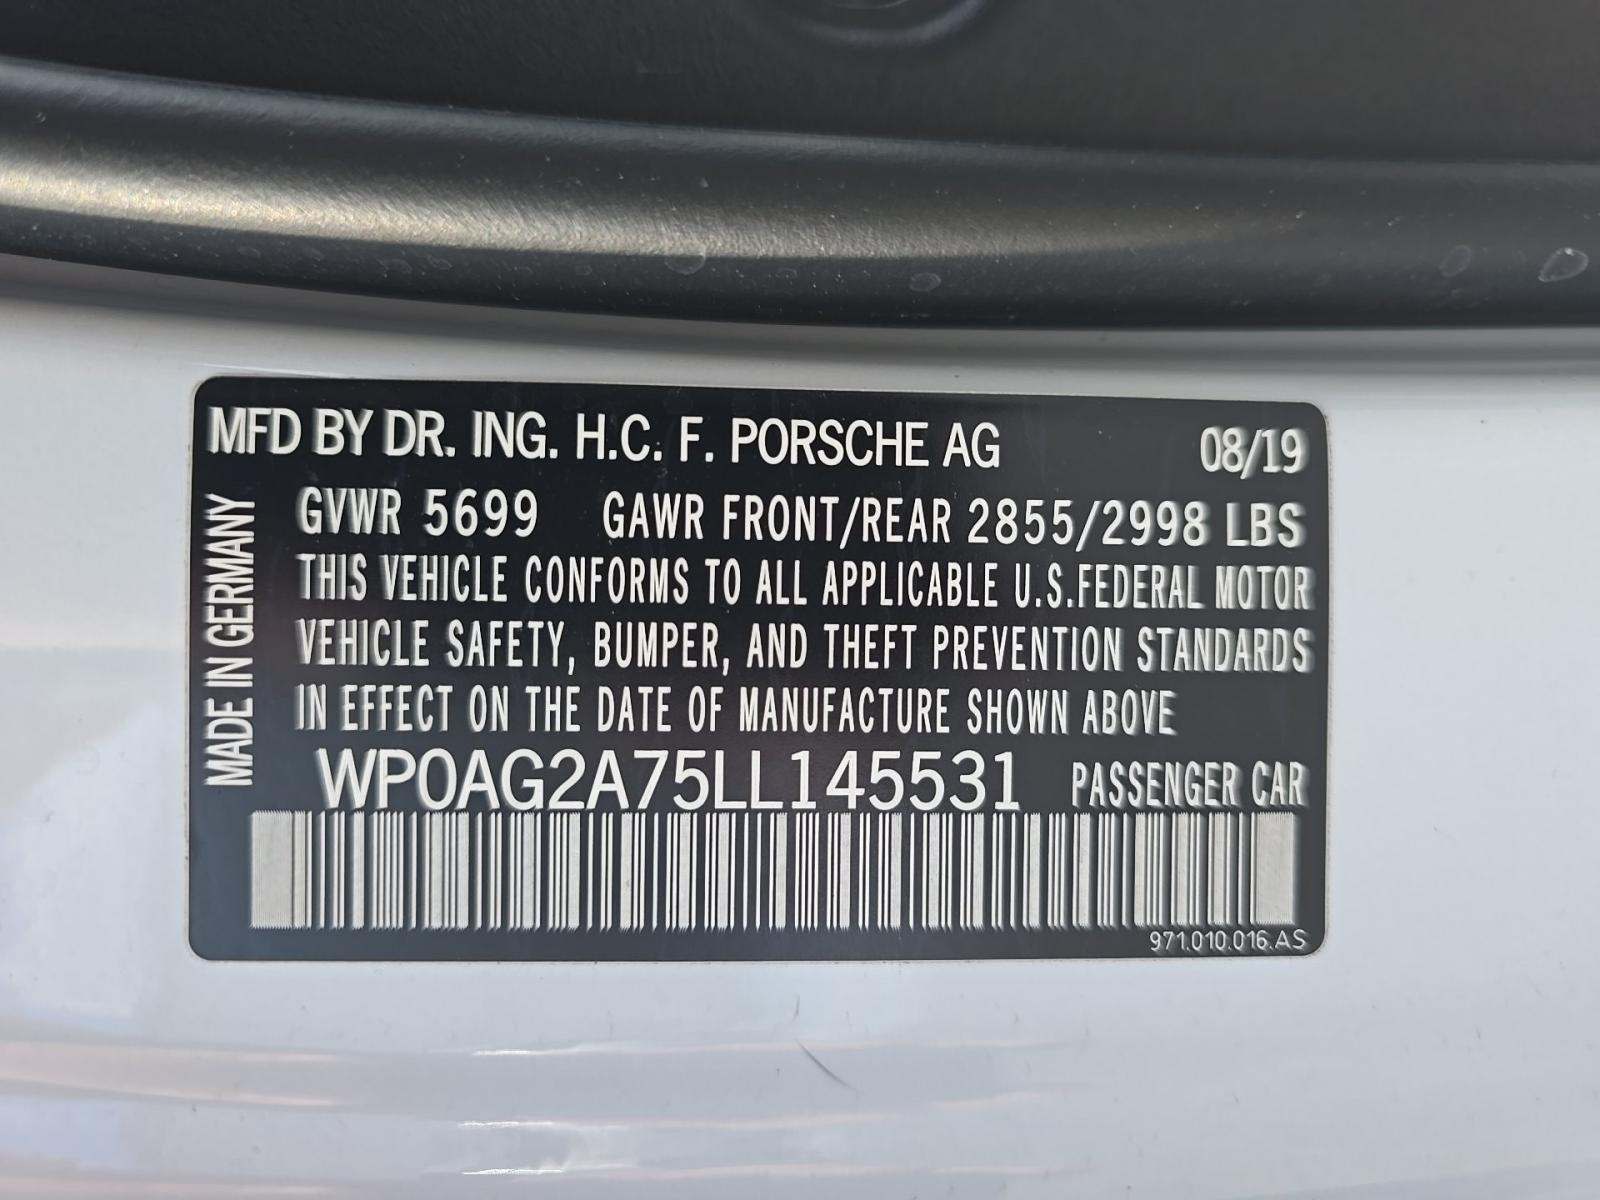 MFD BY DR. ING. H.C. F. PORSCHE AG 08/19
GVWR 5699 GAWR FRONT/REAR 2855/2998 LBS
THIS VEHICLE CONFORMS TO ALL APPLICABLE U.S.FEDERAL MOTOR
VEHICLE SAFETY, BUMPER, AND THEFT PREVENTION STANDARDS
IN EFFECT ON THE DATE OF MANUFACTURE SHOWN ABOVE
WP0AG2A75LL145531 PASSENGER CAR
971.010.016.AS
MADE IN GERMANY